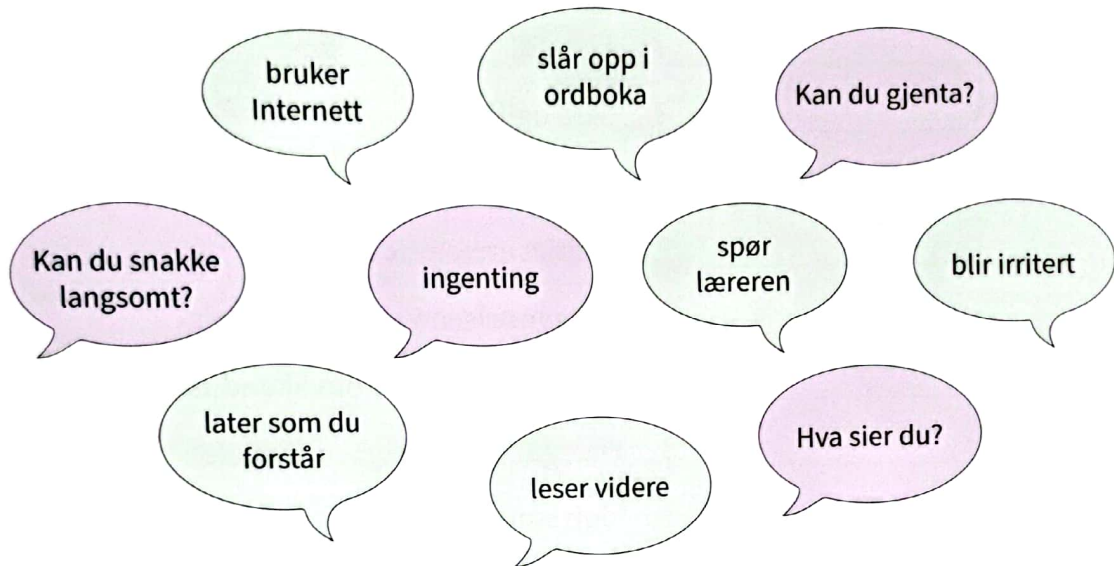 bruker
Internett
slår opp i
ordboka
Kan du gjenta?
Kan du snakke
langsomt?
ingenting
spør
læreren
blir irritert
later som du
forstår
leser videre
Hva sier du?